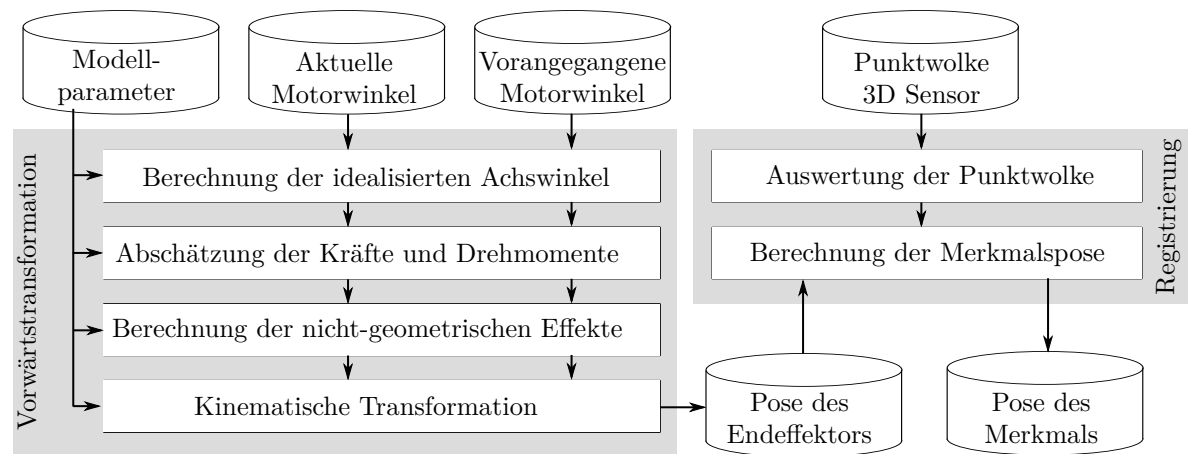 Modell-
parameter
Aktuelle
Motorwinkel
Vorangegangene
Motorwinkel
Punktwolke
3D Sensor
Vorwärtstransformation
Berechnung der idealisierten Achswinkel
Abschätzung der Kräfte und Drehmomente
Berechnung der nicht-geometrischen Effekte
Kinematische Transformation
Auswertung der Punktwolke
Berechnung der Merkmalspose
Registrierung
Pose des
Endeffektors
Pose des
Merkmals